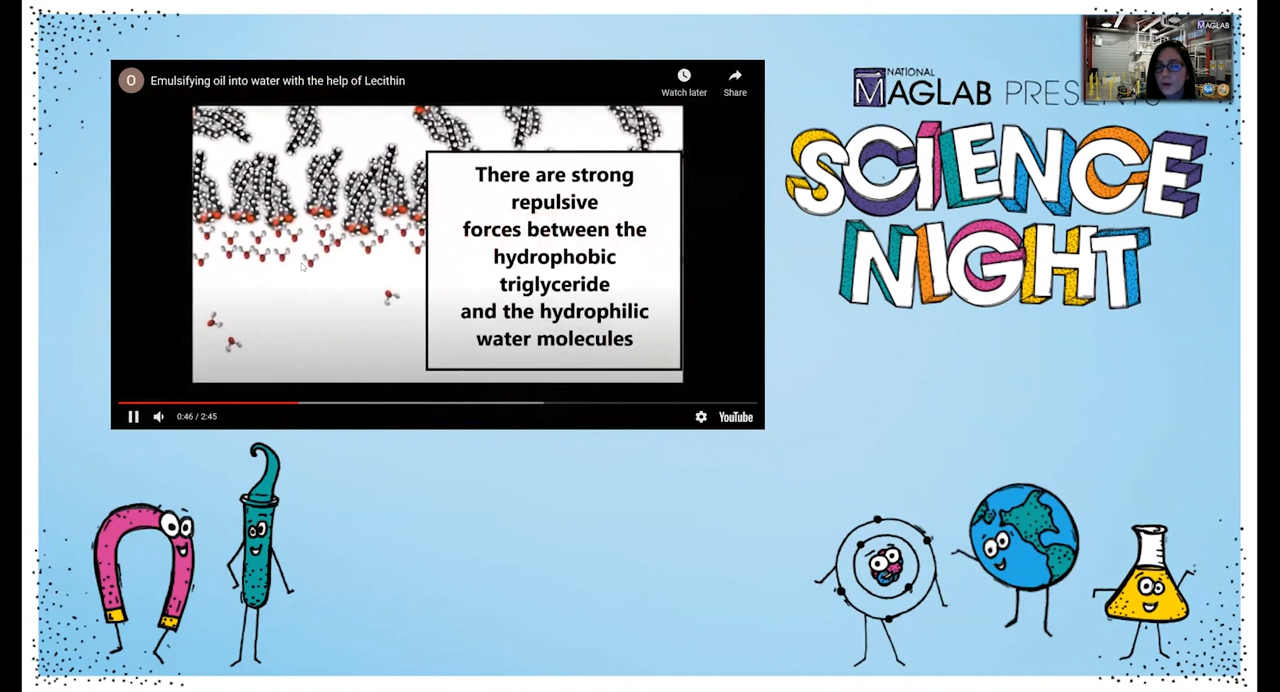 O
Emulsifying oil into water with the help of Lecithin
Watch later
Share
There are strong
repulsive
forces between the
hydrophobic
triglyceride
and the hydrophilic
water molecules
0:46 / 2:45
YouTube
MAGLAB
NATIONAL
MAGLAB PRESENTS
SCIENCE
NIGHT